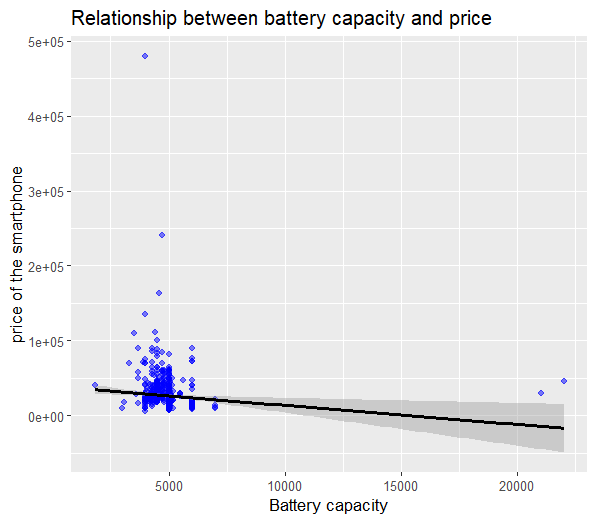 Relationship between battery capacity and price
5e+05
4e+05
3e+05
2e+05
1e+05
0e+00
price of the smartphone
5000
10000
15000
20000
Battery capacity